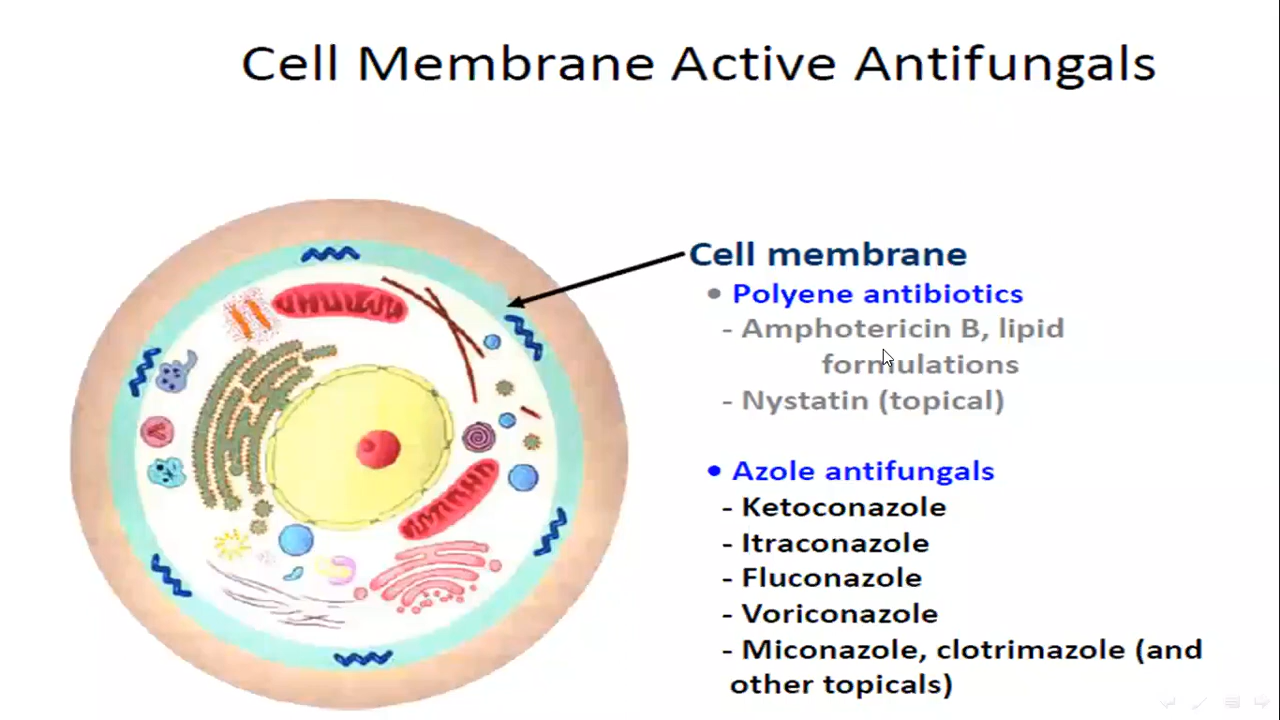 Cell Membrane Active Antifungals
Cell membrane
• Polyene antibiotics
- Amphotericin B, lipid
formulations
- Nystatin (topical)
• Azole antifungals
- Ketoconazole
- Itraconazole
- Fluconazole
- Voriconazole
- Miconazole, clotrimazole (and
other topicals)